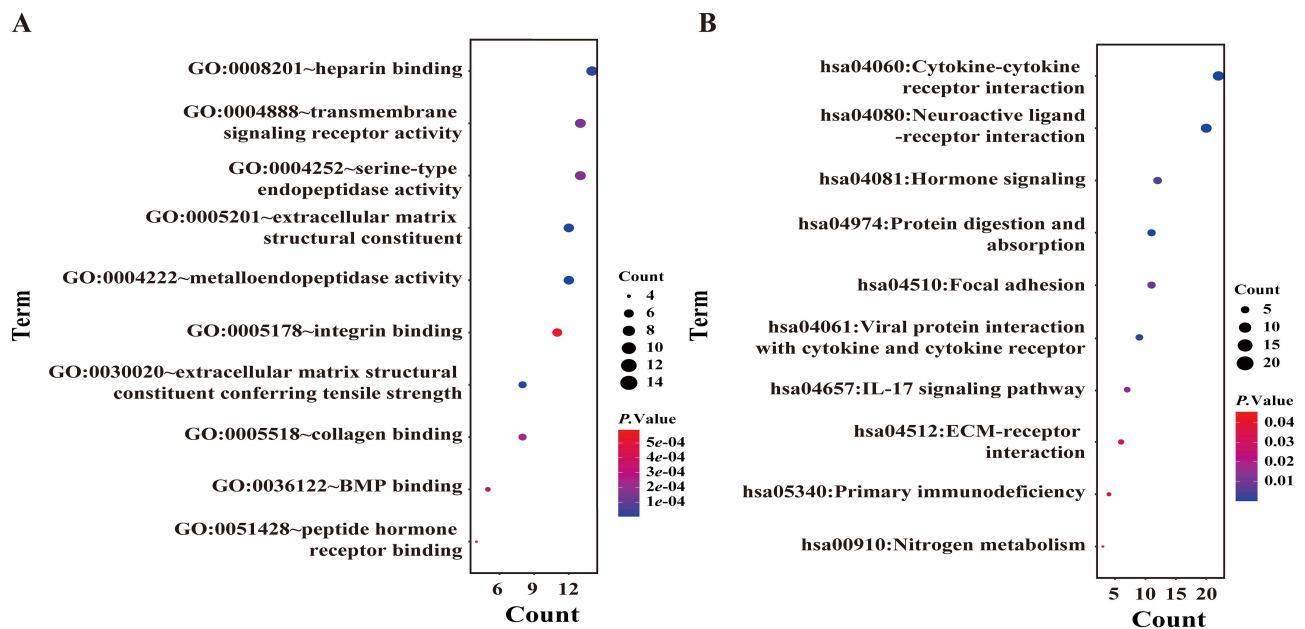 A
Term
GO:0008201~heparin binding
GO:0004888~transmembrane
signaling receptor activity
GO:0004252~serine-type
endopeptidase activity
GO:0005201~extracellular matrix
structural constituent
GO:0004222~metalloendopeptidase activity
GO:0005178~integrin binding
GO:0030020~extracellular matrix structural
constituent conferring tensile strength
GO:0005518~collagen binding
GO:0036122~BMP binding
GO:0051428~peptide hormone
receptor binding
6 9 12
Count
Count
4
6
8
10
12
14
P.Value
5e-04
4e-04
3e-04
2e-04
1e-04
B
Term
hsa04060:Cytokine-cytokine
receptor interaction
hsa04080:Neuroactive ligand
-receptor interaction
hsa04081:Hormone signaling
hsa04974:Protein digestion and
absorption
hsa04510:Focal adhesion
hsa04061:Viral protein interaction
with cytokine and cytokine receptor
hsa04657:IL-17 signaling pathway
hsa04512:ECM-receptor
interaction
hsa05340:Primary immunodeficiency
hsa00910:Nitrogen metabolism
5 10 15 20
Count
Count
5
10
15
20
P.Value
0.04
0.03
0.02
0.01